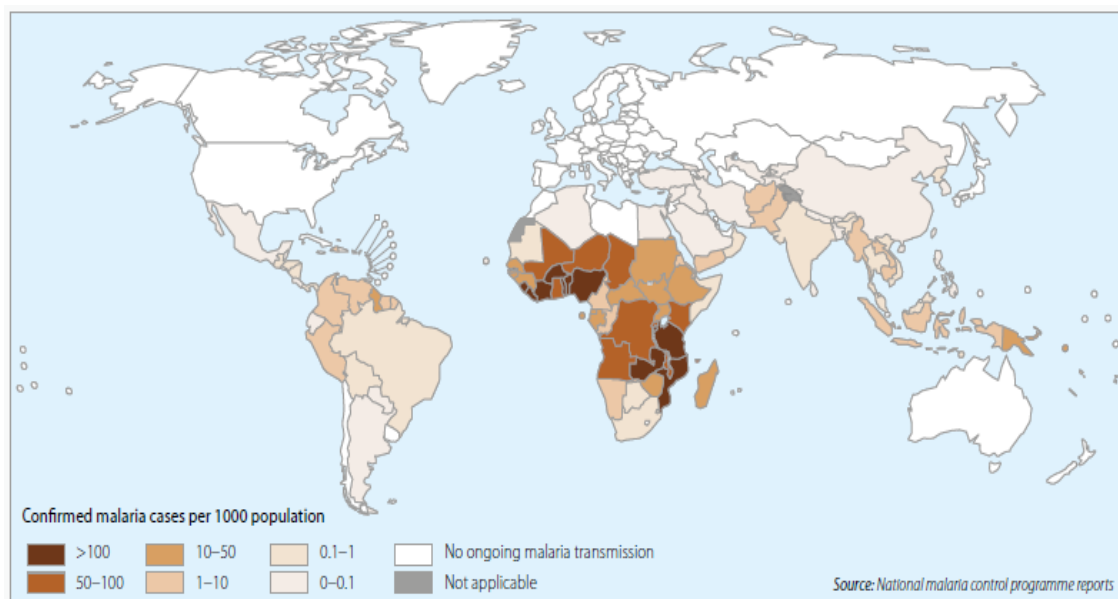 Confirmed malaria cases per 1000 population
>100
10–50
0.1–1
No ongoing malaria transmission
50–100
1–10
0–0.1
Not applicable
Source: National malaria control programme reports